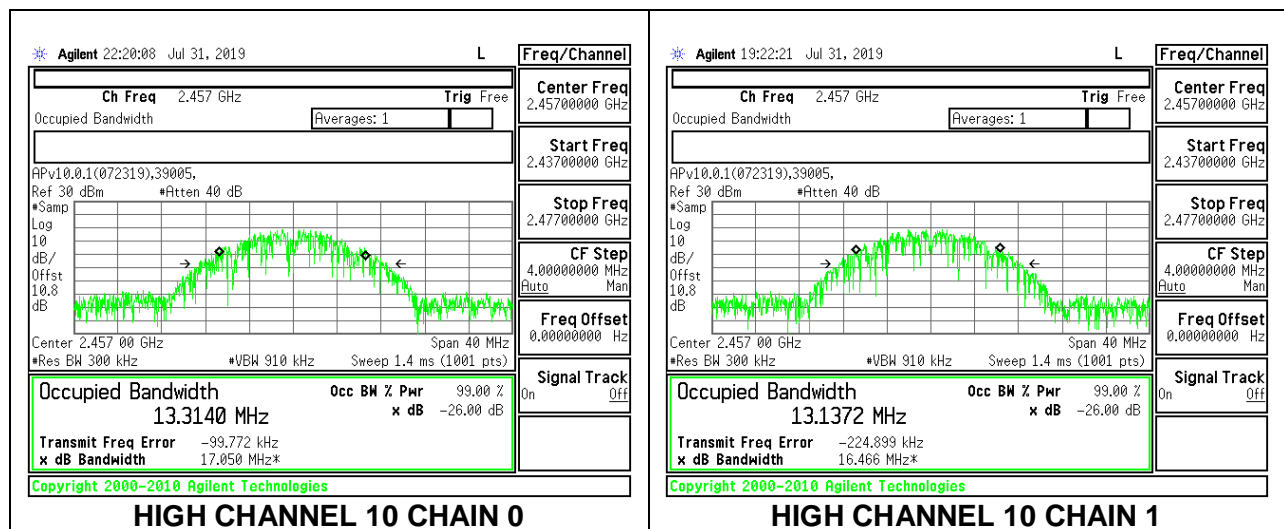 Agilent 22:20:08 Jul 31, 2019 L Freq/Channel
Ch Freq 2.457 GHz Trig Free
Occupied Bandwidth Averages: 1
APv10.0.1(072319),39005,
Ref 30 dBm #Atten 40 dB
#Samp
Log
10
dB/
Offst
10.8
dB
Center 2.457 00 GHz Span 40 MHz
#Res BW 300 kHz #VBW 910 kHz Sweep 1.4 ms (1001 pts)
Occupied Bandwidth Occ BW % Pwr 99.00 %
13.3140 MHz x dB -26.00 dB
Transmit Freq Error -99.772 kHz
x dB Bandwidth 17.050 MHz*
Copyright 2000-2010 Agilent Technologies
Center Freq
2.45700000 GHz
Start Freq
2.43700000 GHz
Stop Freq
2.47700000 GHz
CF Step
4.00000000 MHz
Auto Man
Freq Offset
0.00000000 Hz
Signal Track
On Off
HIGH CHANNEL 10 CHAIN 0
Agilent 19:22:21 Jul 31, 2019 L Freq/Channel
Ch Freq 2.457 GHz Trig Free
Occupied Bandwidth Averages: 1
APv10.0.1(072319),39005,
Ref 30 dBm #Atten 40 dB
#Samp
Log
10
dB/
Offst
10.8
dB
Center 2.457 00 GHz Span 40 MHz
#Res BW 300 kHz #VBW 910 kHz Sweep 1.4 ms (1001 pts)
Occupied Bandwidth Occ BW % Pwr 99.00 %
13.1372 MHz x dB -26.00 dB
Transmit Freq Error -224.899 kHz
x dB Bandwidth 16.466 MHz*
Copyright 2000-2010 Agilent Technologies
Center Freq
2.45700000 GHz
Start Freq
2.43700000 GHz
Stop Freq
2.47700000 GHz
CF Step
4.00000000 MHz
Auto Man
Freq Offset
0.00000000 Hz
Signal Track
On Off
HIGH CHANNEL 10 CHAIN 1